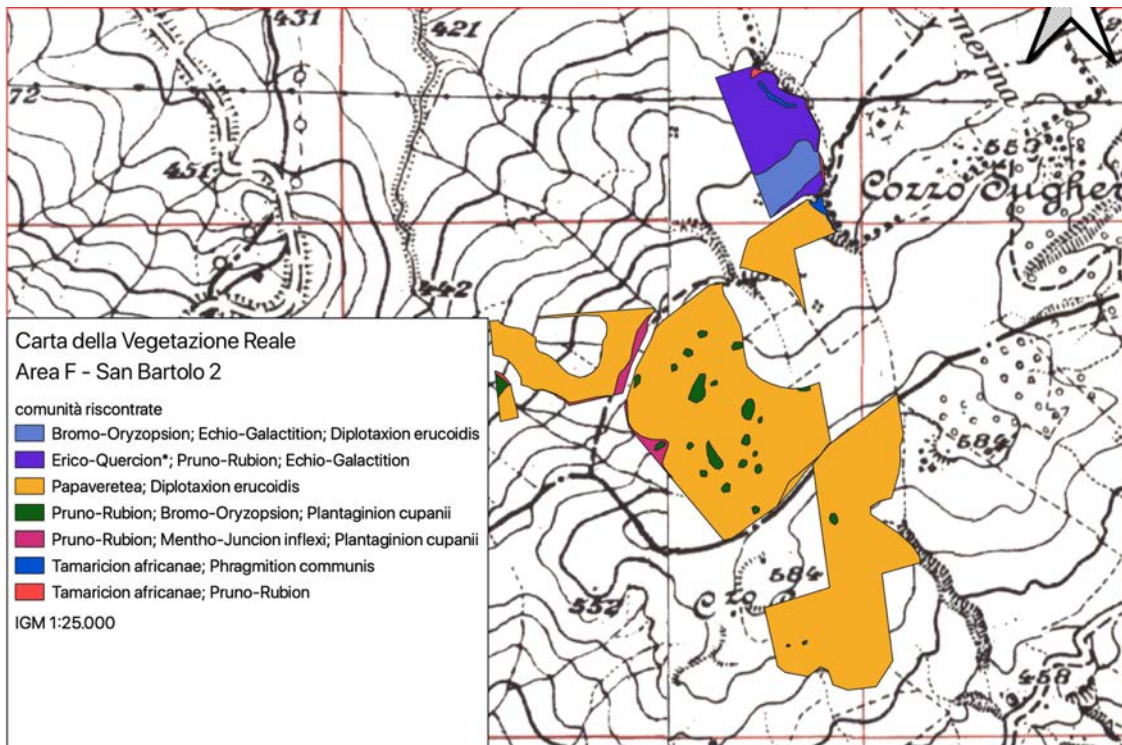 431
421
merina
72
553
451
Cozzo Sugher
442
Carta della Vegetazione Reale
Area F - San Bartolo 2
comunità riscontrate
Bromo-Oryzopsion; Echio-Galactition; Diplotaxion erucoidis
Erico-Quercion*; Pruno-Rubion; Echio-Galactition
Papaveretea; Diplotaxion erucoidis
Pruno-Rubion; Bromo-Oryzopsion; Plantaginion cupanii
Pruno-Rubion; Mentho-Juncion inflexi; Plantaginion cupanii
Tamaricion africanae; Phragmition communis
Tamaricion africanae; Pruno-Rubion
IGM 1:25.000
584
584
552
458